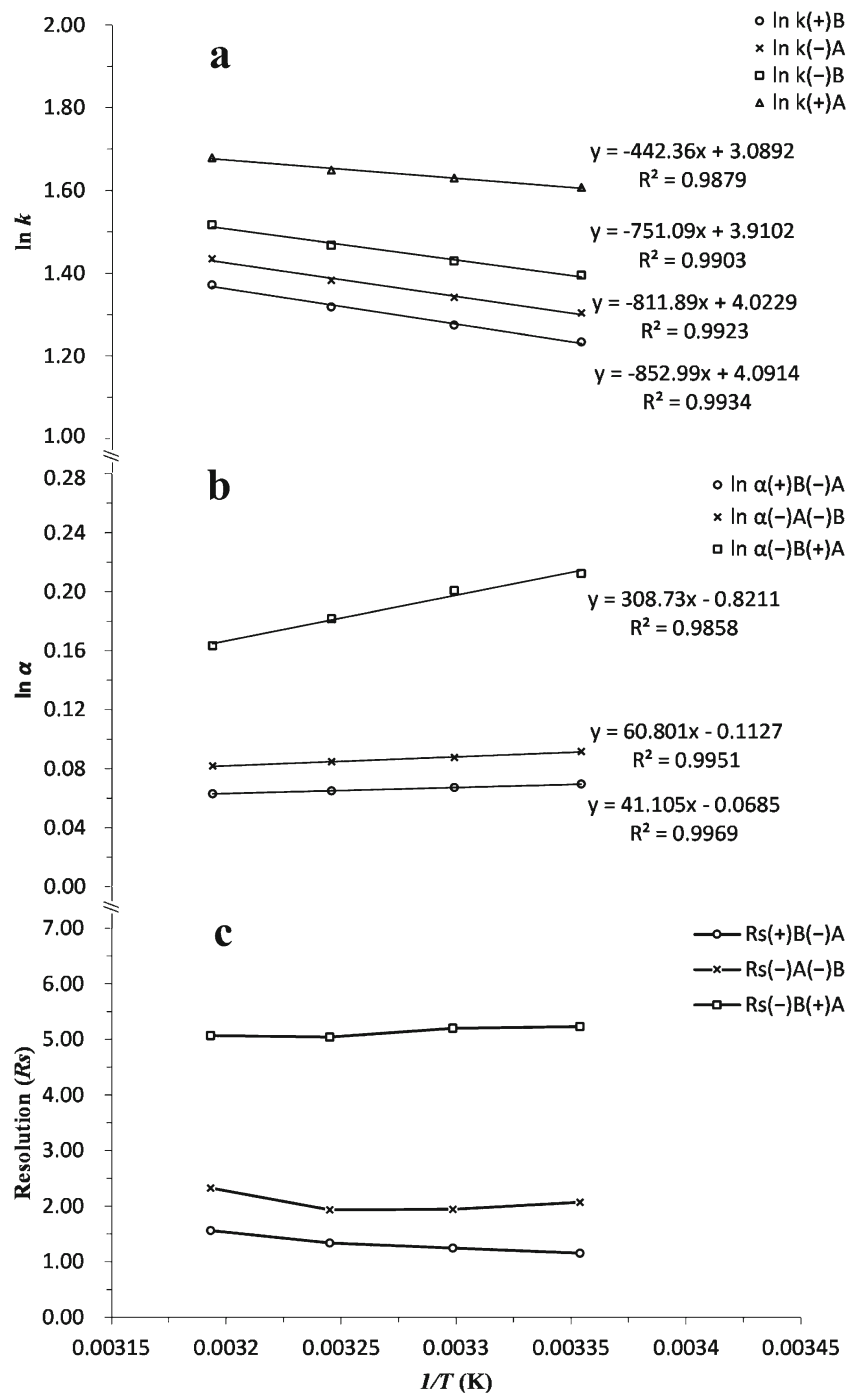 a
ln k(+)B
ln k(−)A
ln k(−)B
ln k(+)A
2.00
1.80
1.60
1.40
1.20
1.00
ln k
y = -442.36x + 3.0892
R² = 0.9879
y = -751.09x + 3.9102
R² = 0.9903
y = -811.89x + 4.0229
R² = 0.9923
y = -852.99x + 4.0914
R² = 0.9934
b
ln α(+)B(−)A
ln α(−)A(−)B
ln α(−)B(+)A
0.28
0.24
0.20
0.16
0.12
0.08
0.04
0.00
ln α
y = 308.73x - 0.8211
R² = 0.9858
y = 60.801x - 0.1127
R² = 0.9951
y = 41.105x - 0.0685
R² = 0.9969
c
Rs(+)B(−)A
Rs(−)A(−)B
Rs(−)B(+)A
7.00
6.00
5.00
4.00
3.00
2.00
1.00
0.00
Resolution (Rs)
0.00315 0.0032 0.00325 0.0033 0.00335 0.0034 0.00345
1/T (K)